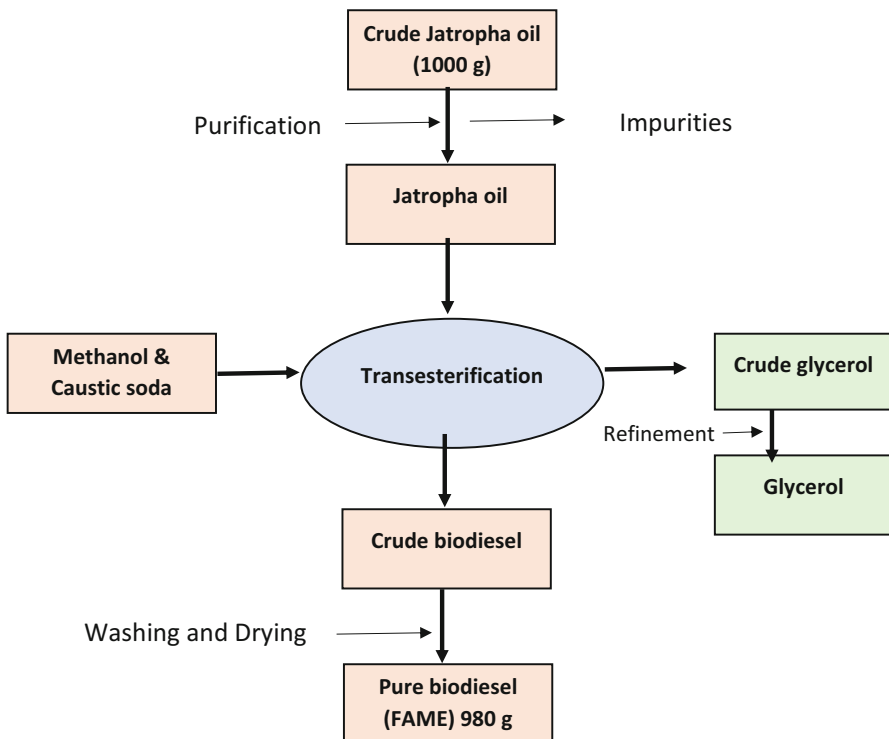 Crude Jatropha oil
(1000 g)
Purification
Impurities
Jatropha oil
Methanol &
Caustic soda
Transesterification
Crude glycerol
Refinement
Glycerol
Crude biodiesel
Washing and Drying
Pure biodiesel
(FAME) 980 g